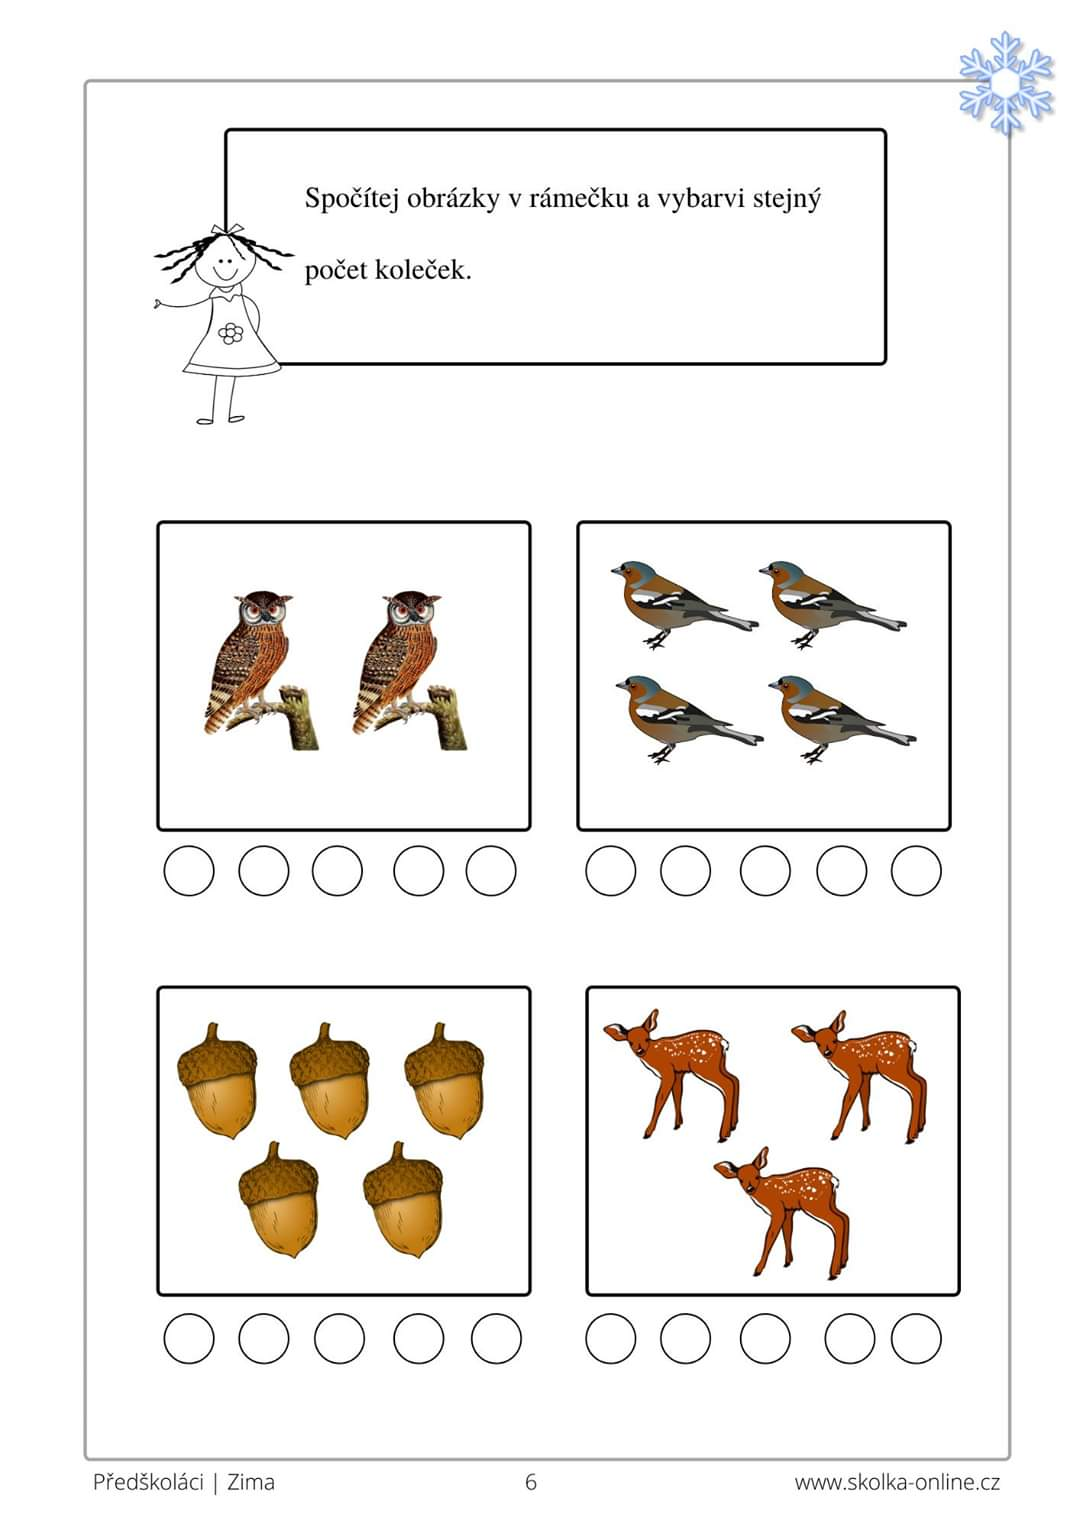 Spočítej obrázky v rámečku a vybarvi stejný
počet koleček.
Předškoláci | Zima
6
www.skolka-online.cz